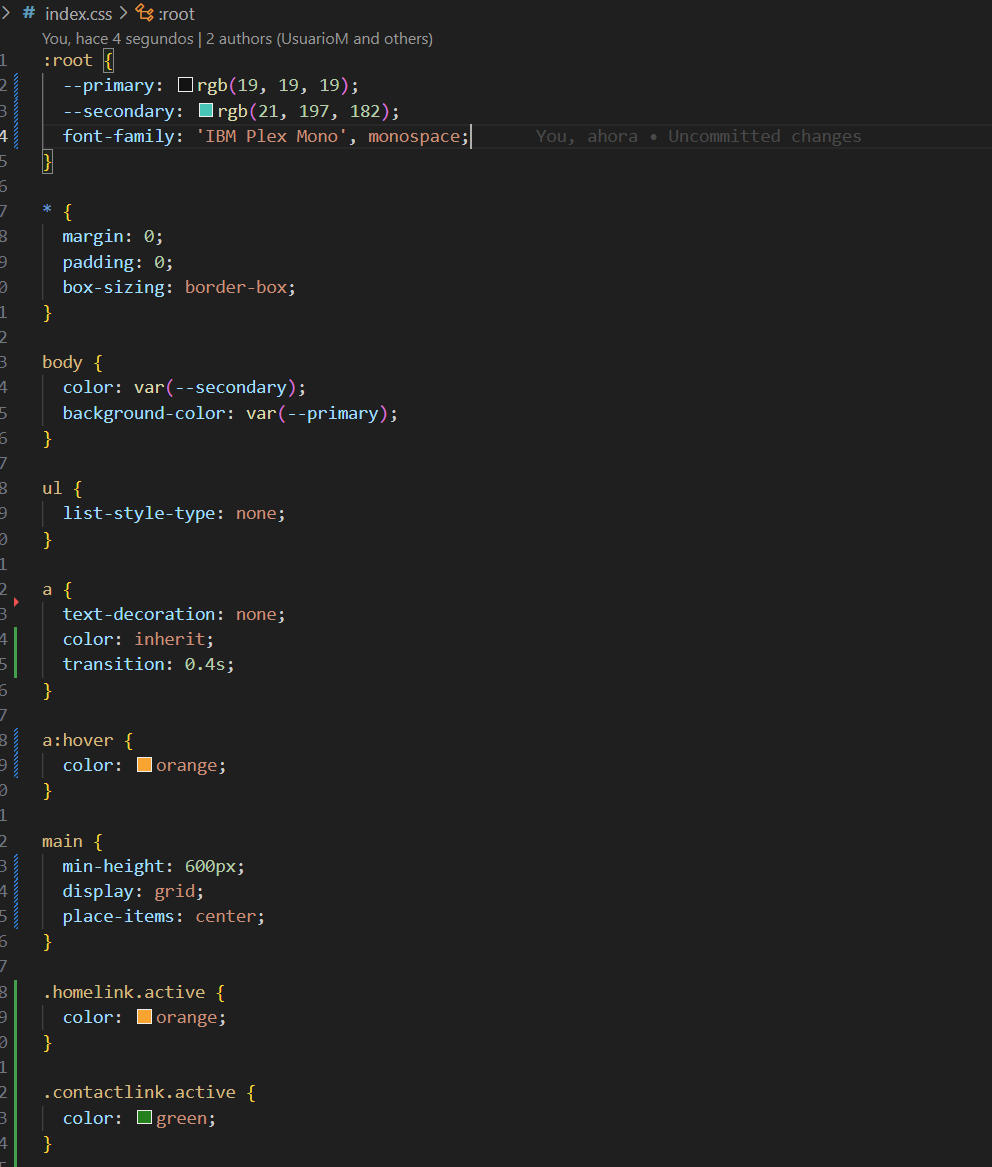 > # index.css > :root
You, hace 4 segundos | 2 authors (UsuarioM and others)
1 :root {
2 --primary: rgb(19, 19, 19);
3 --secondary: rgb(21, 197, 182);
4 font-family: 'IBM Plex Mono', monospace; You, ahora • Uncommitted changes
5 }
6
7 * {
8 margin: 0;
9 padding: 0;
0 box-sizing: border-box;
1 }
2
3 body {
4 color: var(--secondary);
5 background-color: var(--primary);
6 }
7
8 ul {
9 list-style-type: none;
0 }
1
2 a {
3 text-decoration: none;
4 color: inherit;
5 transition: 0.4s;
6 }
7
8 a:hover {
9 color: orange;
0 }
1
2 main {
3 min-height: 600px;
4 display: grid;
5 place-items: center;
6 }
7
8 .homelink.active {
9 color: orange;
0 }
1
2 .contactlink.active {
3 color: green;
4 }